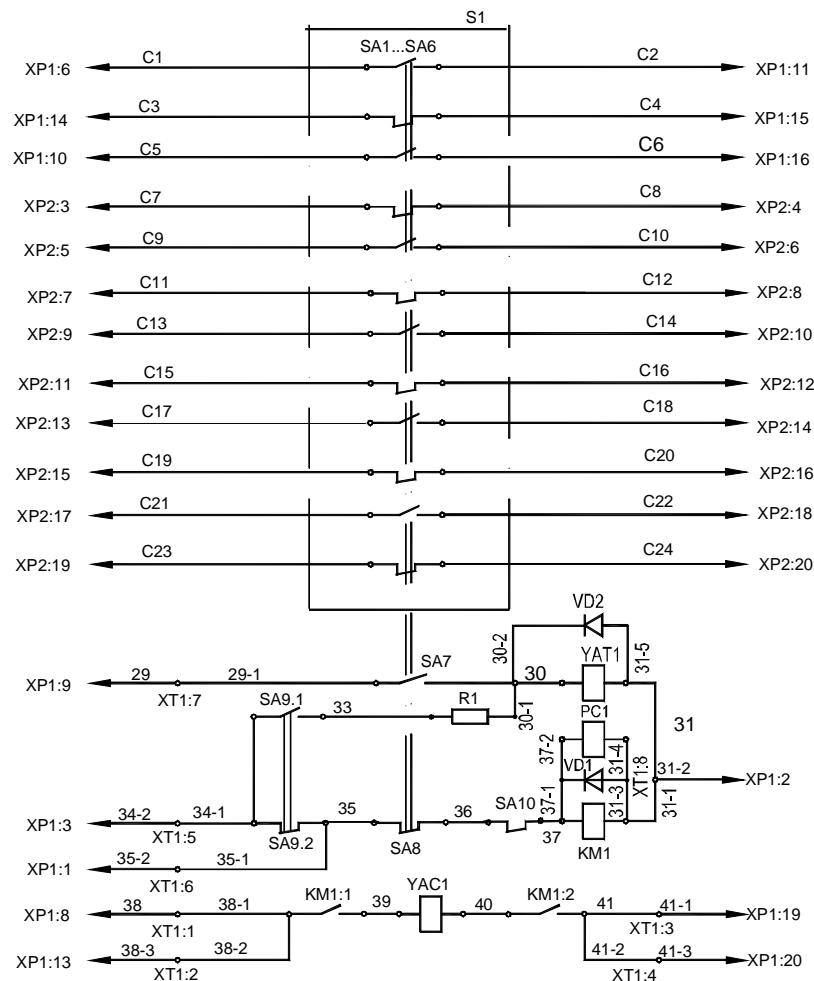 S1
SA1...SA6
XP1:6 C1 C2 XP1:11
XP1:14 C3 C4 XP1:15
XP1:10 C5 C6 XP1:16
XP2:3 C7 C8 XP2:4
XP2:5 C9 C10 XP2:6
XP2:7 C11 C12 XP2:8
XP2:9 C13 C14 XP2:10
XP2:11 C15 C16 XP2:12
XP2:13 C17 C18 XP2:14
XP2:15 C19 C20 XP2:16
XP2:17 C21 C22 XP2:18
XP2:19 C23 C24 XP2:20
VD2
30-2 YAT1 31-5
XP1:9 29 29-1 SA7 30
XT1:7
SA9.1 33 R1 30-1 PC1 31
37-2 31-4 XT1:8
VD1 31-2 XP1:2
37-1 31-3 31-1
XP1:3 34-2 34-1 35 36 SA10
XT1:5 SA9.2 SA8 37 KM1
XP1:1 35-2 35-1
XT1:6
XP1:8 38 38-1 KM1:1 39 YAC1 40 KM1:2 41 41-1 XP1:19
XT1:1 XT1:3
XP1:13 38-3 38-2 41-2 41-3 XP1:20
XT1:2 XT1:4